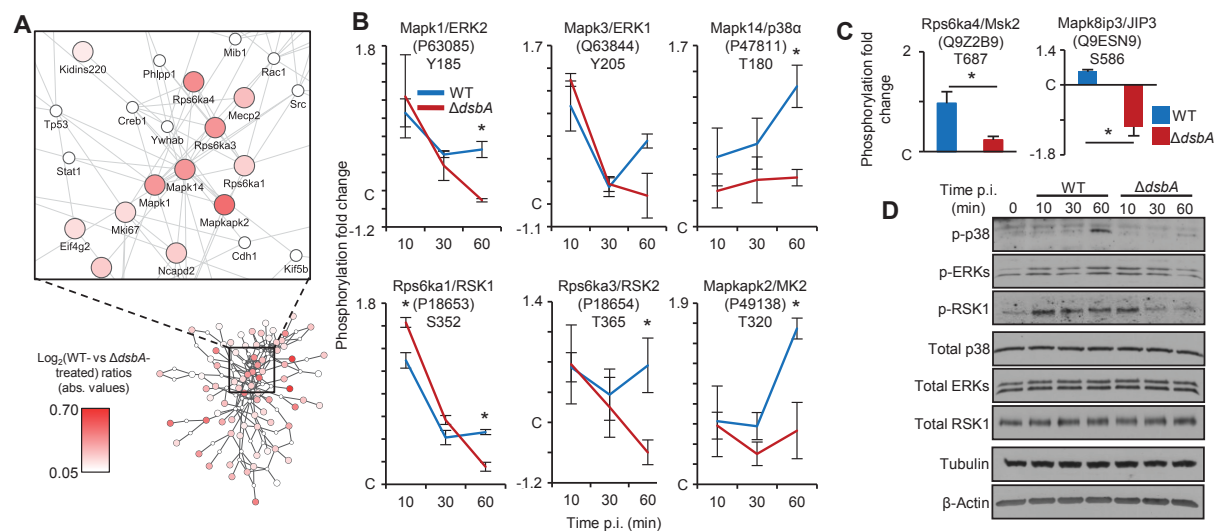 A
Kidins220
Phlpp1
Mib1
Rac1
Rps6ka4
Mecp2
Src
Tp53
Creb1
Ywhab
Rps6ka3
Stat1
Mapk14
Rps6ka1
Mapk1
Mapkapk2
Mki67
Eif4g2
Ncapd2
Cdh1
Kif5b
Log2(WT- vs ΔdsbA-
treated) ratios
(abs. values)
0.70
0.05
B
Phosphorylation fold change
Mapk1/ERK2
(P63085)
Y185
1.8
WT
ΔdsbA
*
C
-1.2
10 30 60
Mapk3/ERK1
(Q63844)
Y205
1.7
C
-1.1
10 30 60
Mapk14/p38α
(P47811)
T180
1.7
*
C
10 30 60
Rps6ka1/RSK1
(P18653)
S352
1.8
*
*
C
10 30 60
Rps6ka3/RSK2
(P18654)
T365
1.4
*
C
-1.2
10 30 60
Mapkapk2/MK2
(P49138)
T320
1.9
*
C
10 30 60
Time p.i. (min)
C
Phosphorylation fold
change
Rps6ka4/Msk2
(Q9Z2B9)
T687
2
*
C
Mapk8ip3/JIP3
(Q9ESN9)
S586
1.4
C
*
-1.8
WT
ΔdsbA
D
Time p.i.
(min)
WT ΔdsbA
0 10 30 60 10 30 60
p-p38
p-ERKs
p-RSK1
Total p38
Total ERKs
Total RSK1
Tubulin
β-Actin